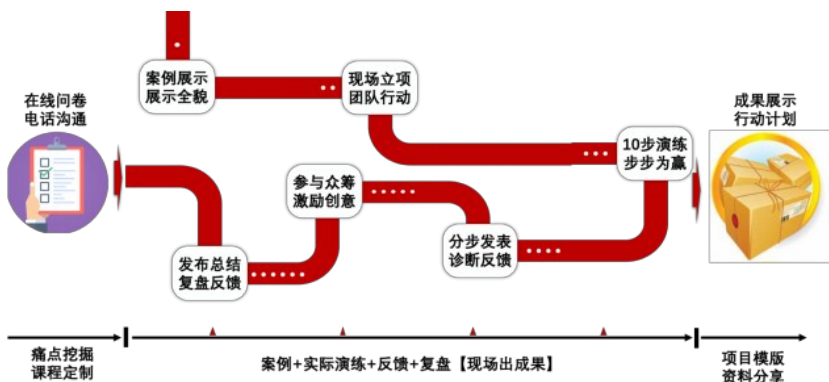 在线问卷
电话沟通
案例展示
展示全貌
现场立项
团队行动
10步演练
步步为赢
成果展示
行动计划
参与众筹
激励创意
分步发表
诊断反馈
发布总结
复盘反馈
痛点挖掘
课程定制
案例+实际演练+反馈+复盘【现场出成果】
项目模版
资料分享